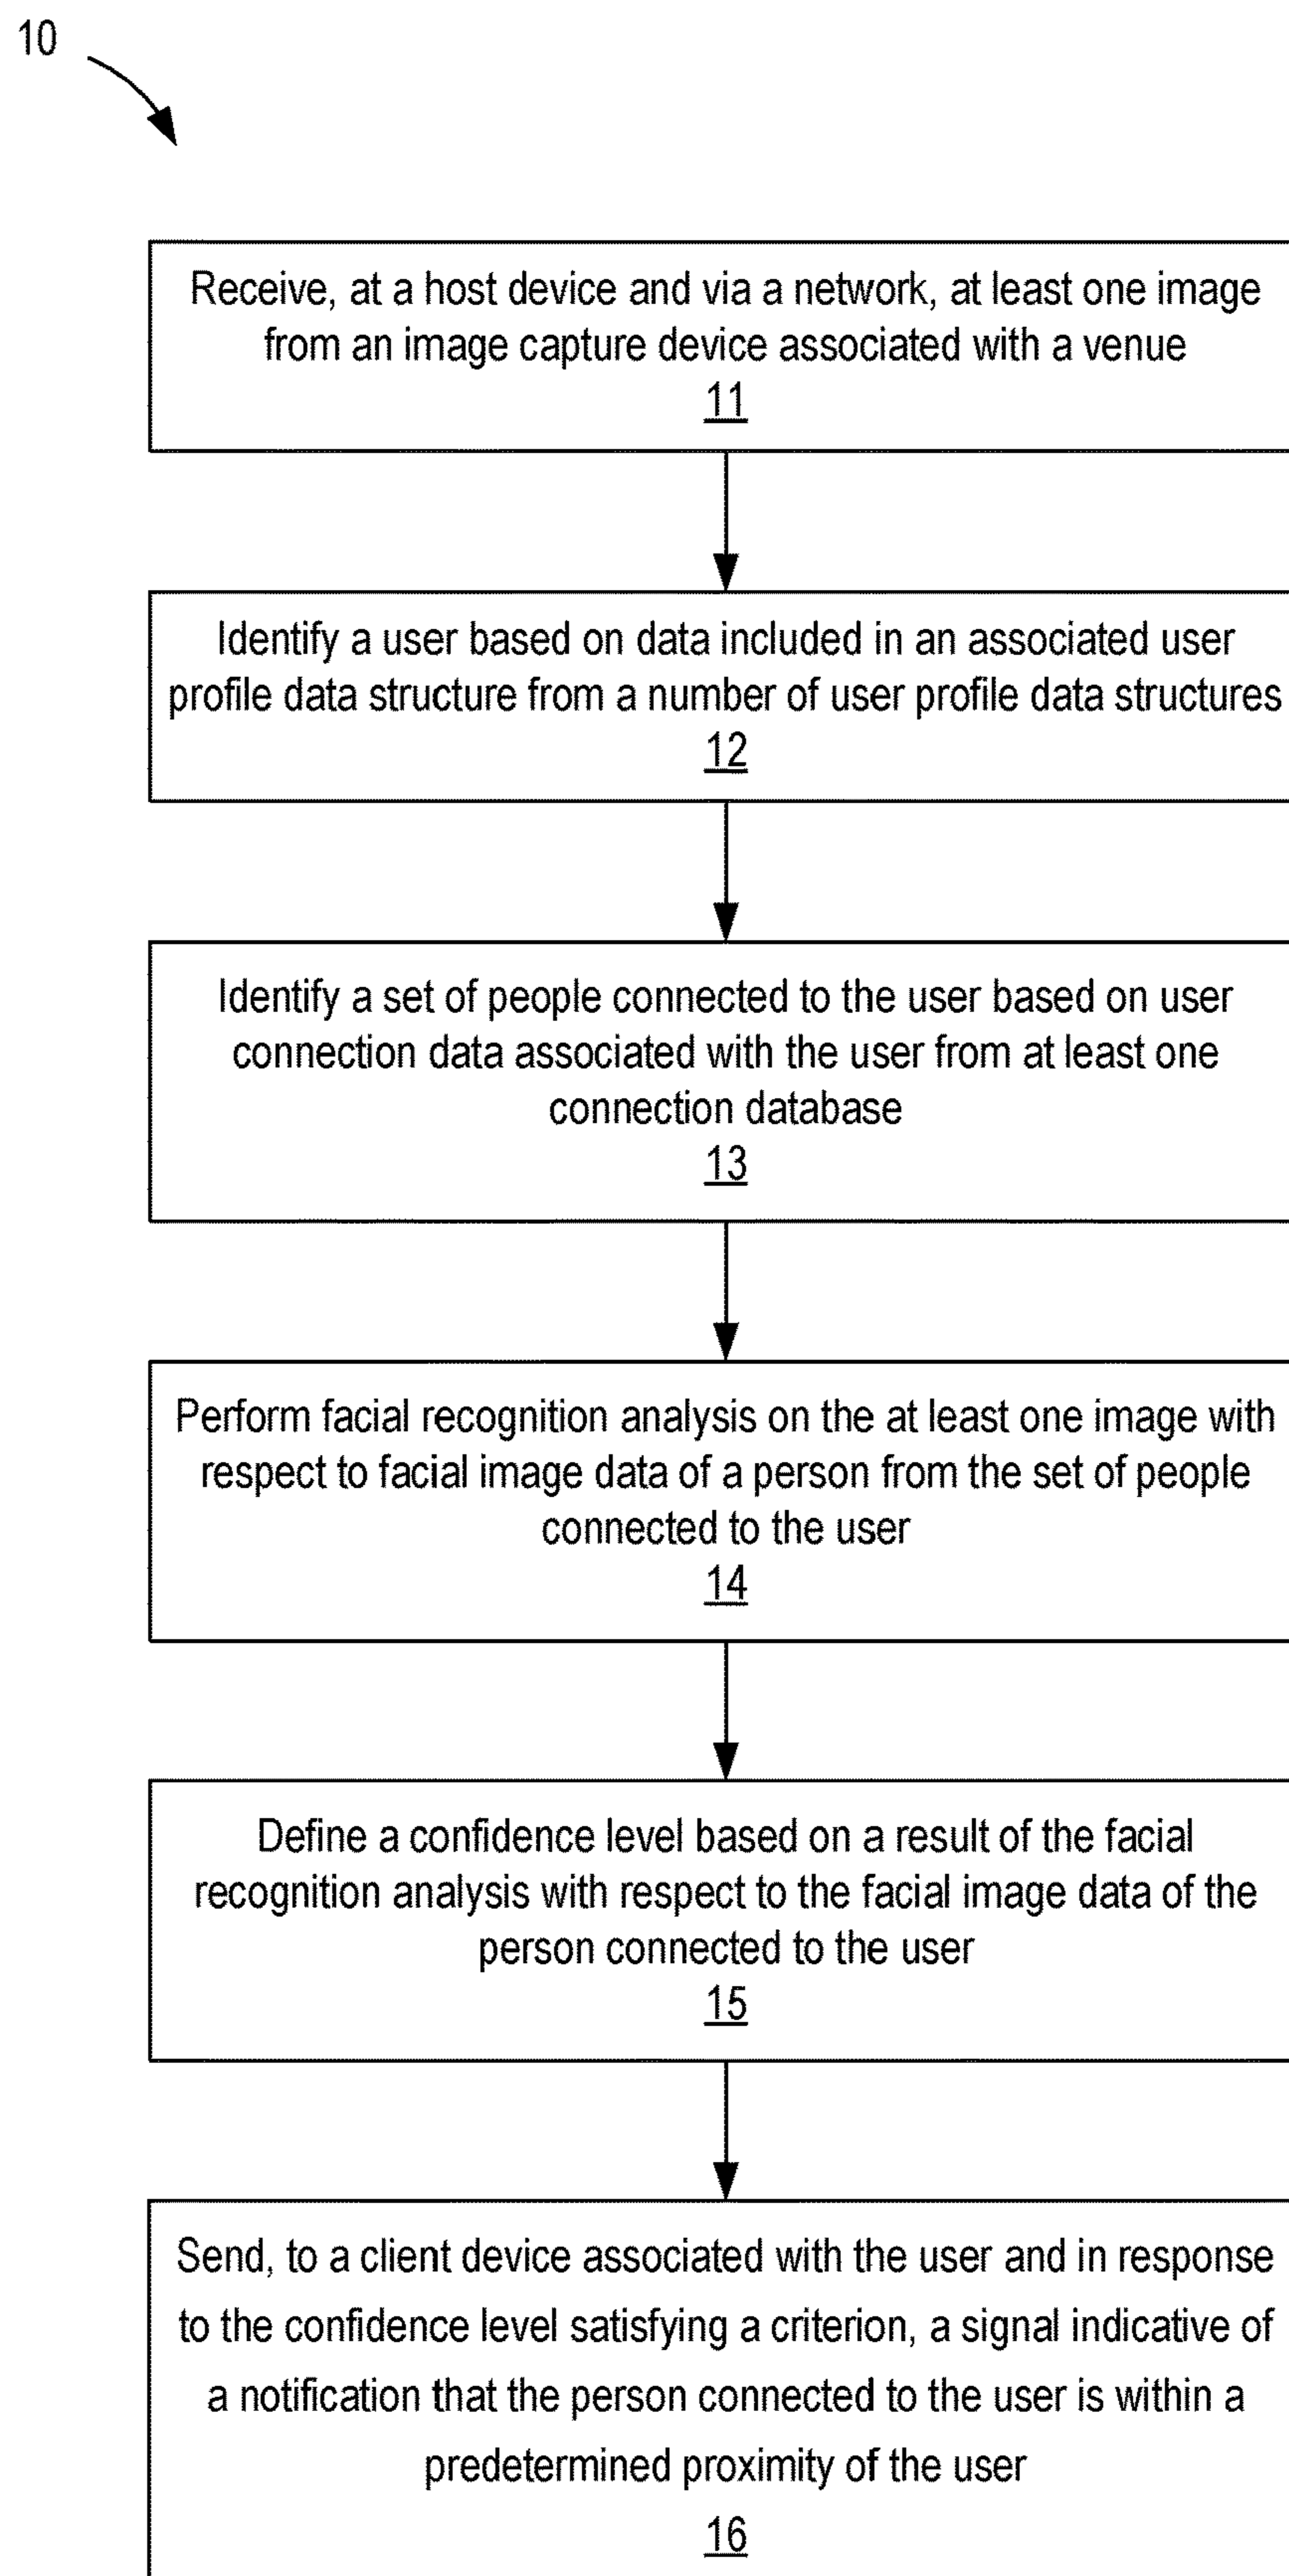 10
Receive, at a host device and via a network, at least one image
from an image capture device associated with a venue
11
Identify a user based on data included in an associated user
profile data structure from a number of user profile data structures
12
Identify a set of people connected to the user based on user
connection data associated with the user from at least one
connection database
13
Perform facial recognition analysis on the at least one image with
respect to facial image data of a person from the set of people
connected to the user
14
Define a confidence level based on a result of the facial
recognition analysis with respect to the facial image data of the
person connected to the user
15
Send, to a client device associated with the user and in response
to the confidence level satisfying a criterion, a signal indicative of
a notification that the person connected to the user is within a
predetermined proximity of the user
16